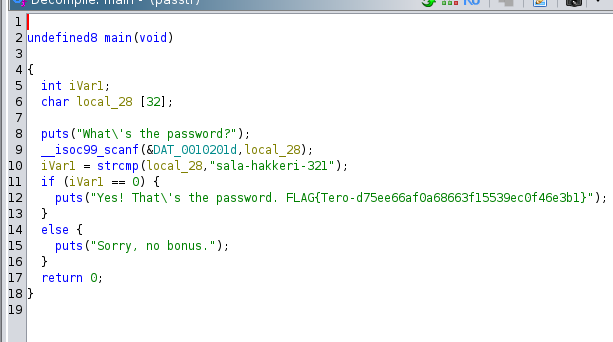 Decompile: main - (passtr)
1
2 undefined8 main(void)
3
4 {
5 int iVar1;
6 char local_28 [32];
7
8 puts("What\'s the password?");
9 __isoc99_scanf(&DAT_0010201d,local_28);
10 iVar1 = strcmp(local_28,"sala-hakkeri-321");
11 if (iVar1 == 0) {
12 puts("Yes! That\'s the password. FLAG{Tero-d75ee66af0a68663f15539ec0f46e3b1}");
13 }
14 else {
15 puts("Sorry, no bonus.");
16 }
17 return 0;
18 }
19